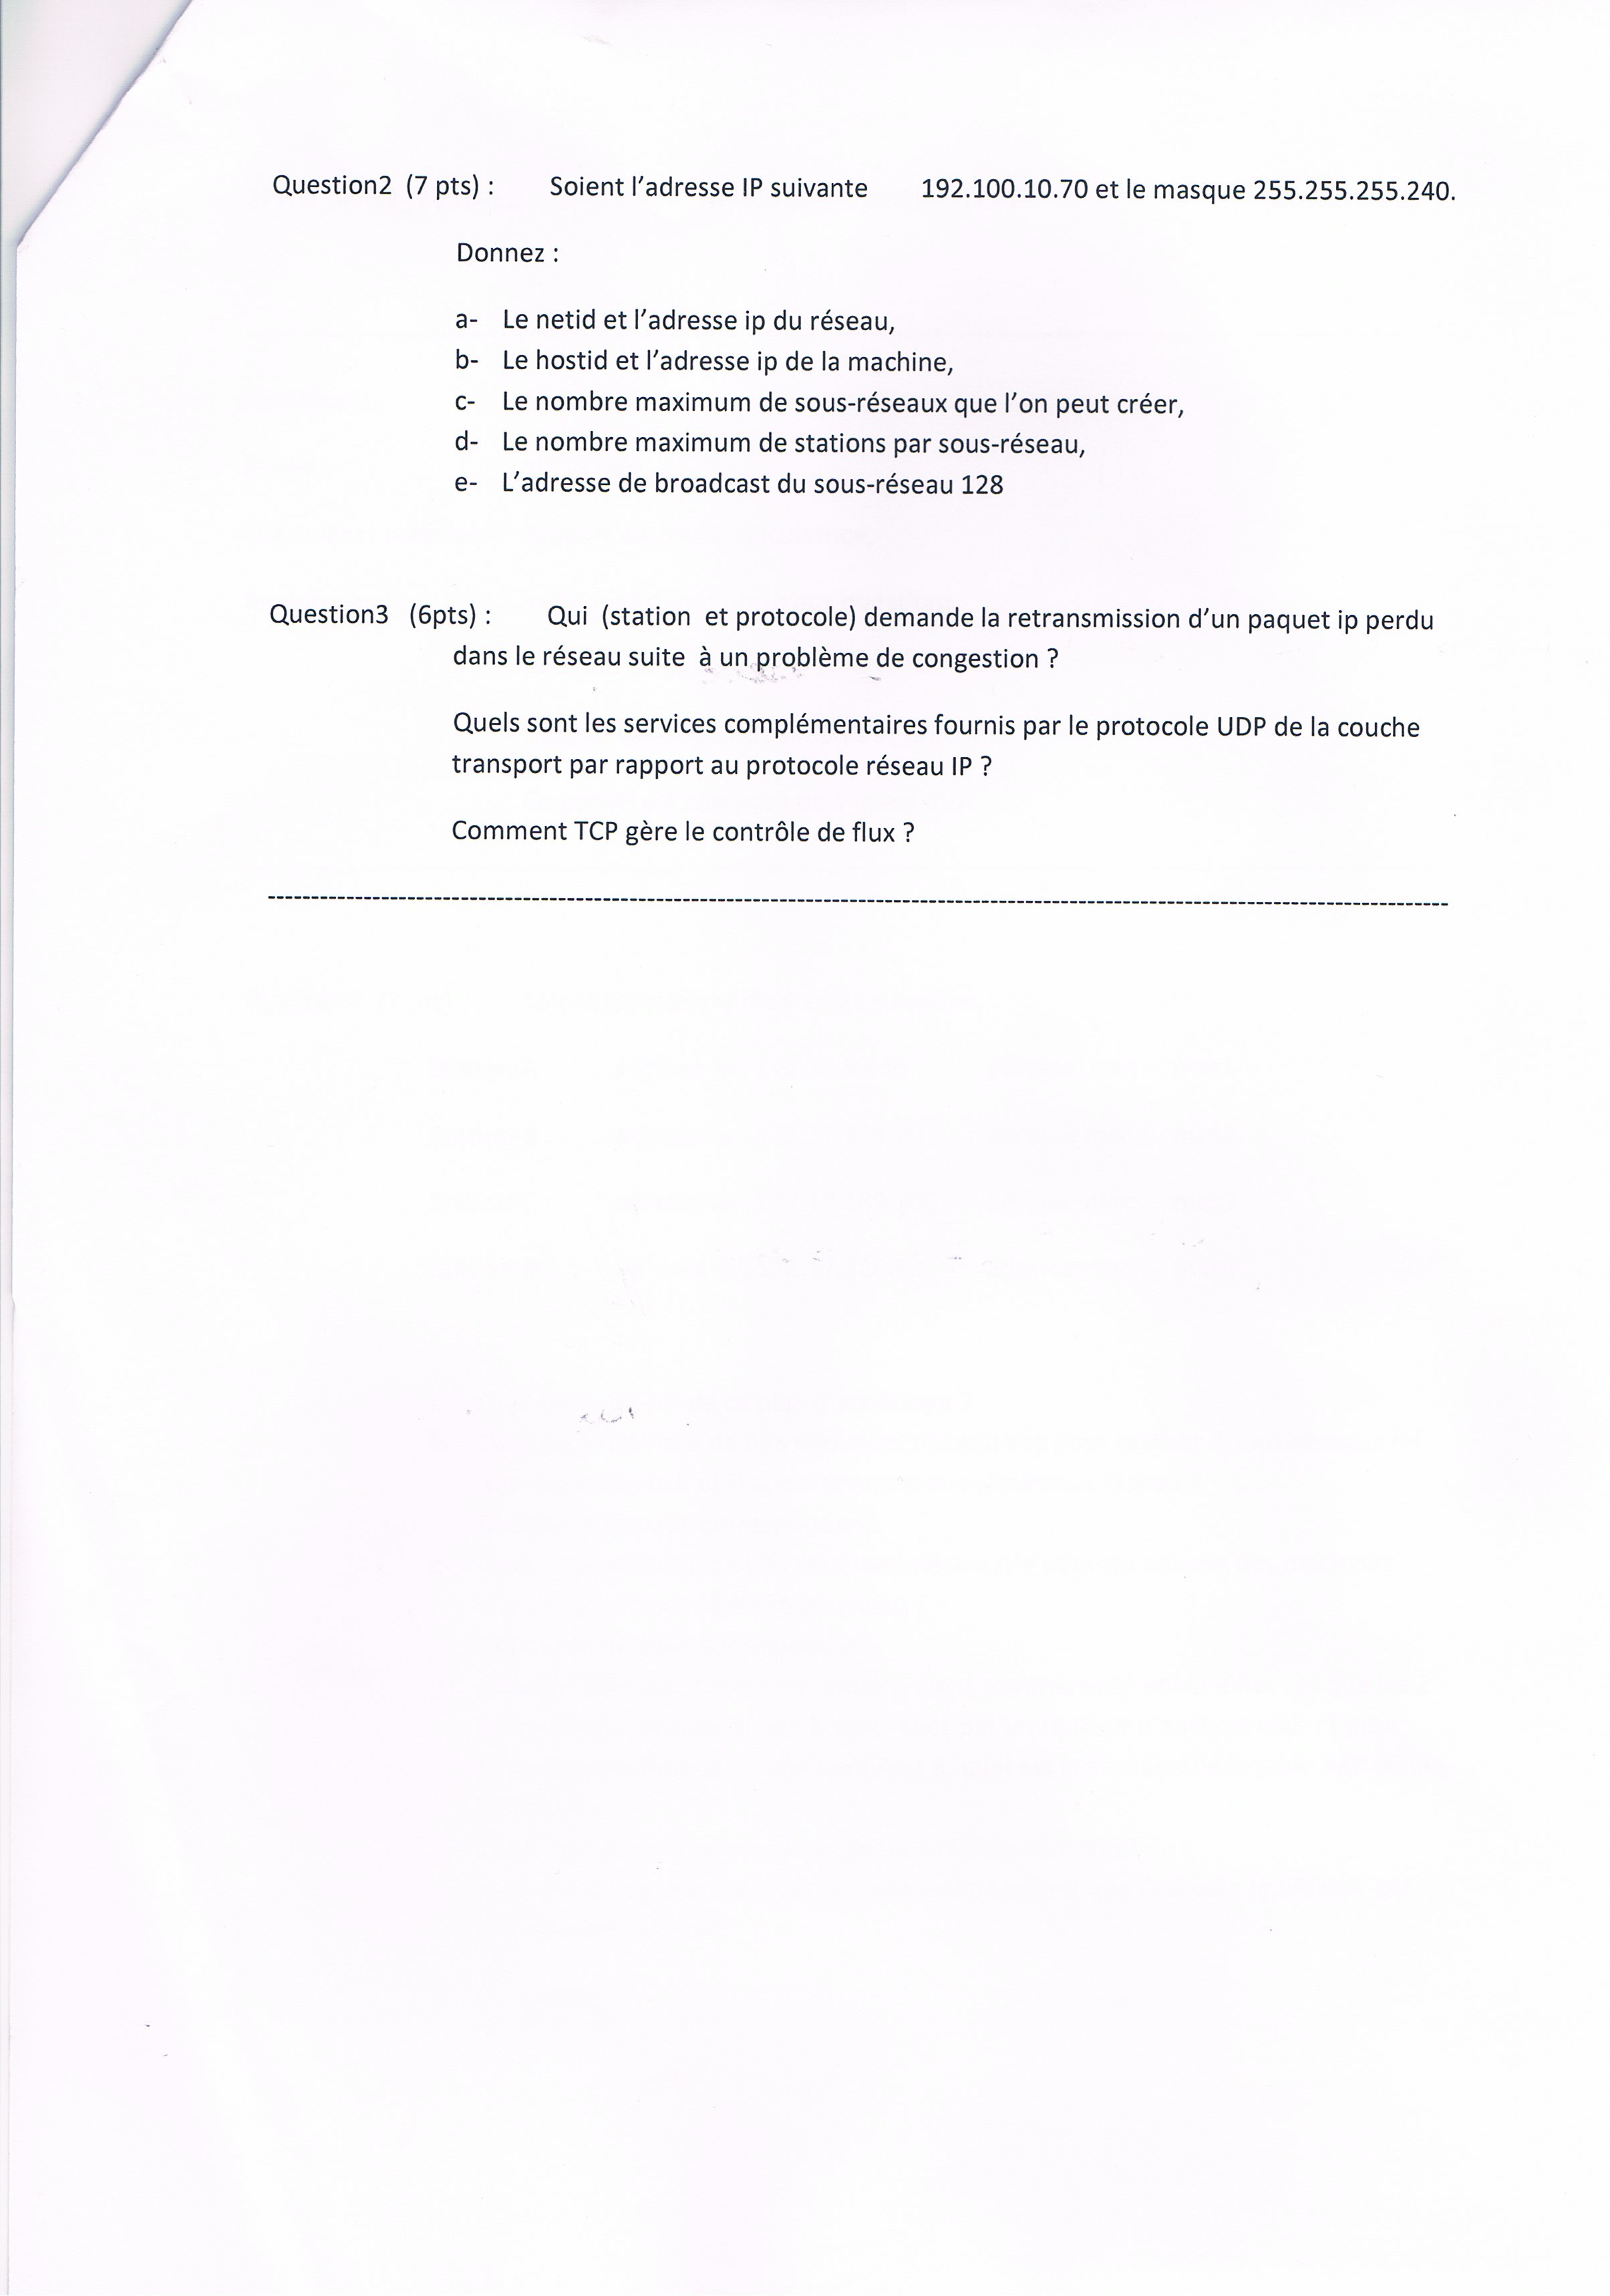 Question2 (7 pts) : Soient l'adresse IP suivante 192.100.10.70 et le masque 255.255.255.240.
Donnez :
a- Le netid et l'adresse ip du réseau,
b- Le hostid et l'adresse ip de la machine,
c- Le nombre maximum de sous-réseaux que l'on peut créer,
d- Le nombre maximum de stations par sous-réseau,
e- L'adresse de broadcast du sous-réseau 128
Question3 (6pts) : Qui (station et protocole) demande la retransmission d'un paquet ip perdu
dans le réseau suite à un problème de congestion ?
Quels sont les services complémentaires fournis par le protocole UDP de la couche
transport par rapport au protocole réseau IP ?
Comment TCP gère le contrôle de flux ?